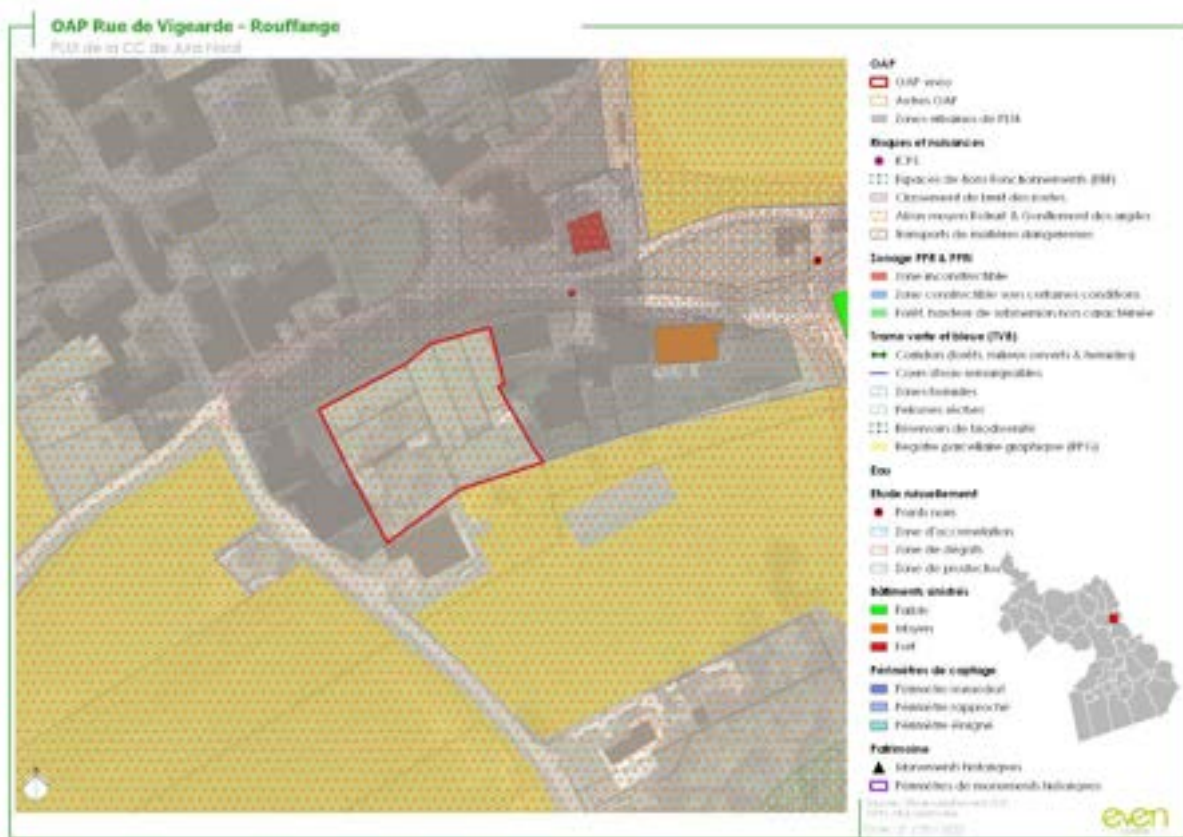 OAP Rue de Vigearde - Rouffange
PLUi de la CC de Jura Nord
OAP
OAP
Autres OAP
Zones urbaines du PLUi
Risques et nuisances
ICPE
Espaces de Bons Fonctionnements (EBF)
Classement de bruit des routes
Aléas moyen Retrait & Gonflement des argiles
Transports de matières dangereuses
Zonage PPR & PPRi
Zone inconstructible
Zone constructible sous certaines conditions
Forêt, hauteur de submersion non caractérisée
Trame verte et bleue (TVB)
Corridors (forêts, milieux ouverts & humides)
Cours d'eau remarquables
Zones humides
Pelouses sèches
Réservoirs de biodiversité
Registre parcellaire graphique (RPG)
Eau
Etude ruissellement
Points noirs
Zone d'accumulation
Zone de dégâts
Zone de production
Bâtiments sinistrés
Faible
Moyen
Fort
Périmètres de captage
Périmètre immédiat
Périmètre rapproché
Périmètre éloigné
Patrimoine
Monuments historiques
Périmètres de monuments historiques
even